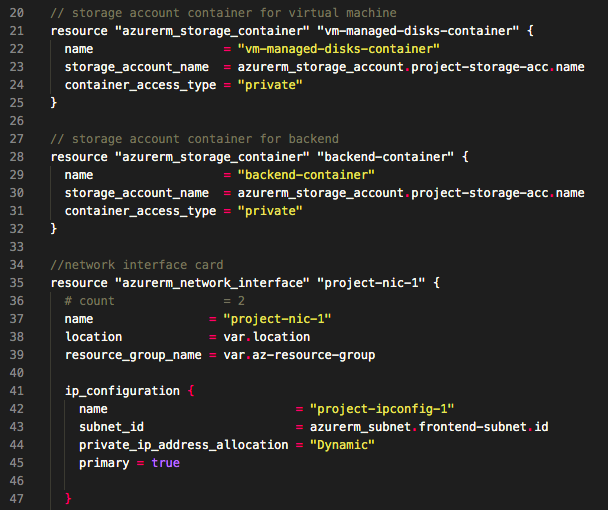 20 // storage account container for virtual machine
21 resource "azurerm_storage_container" "vm-managed-disks-container" {
22   name                  = "vm-managed-disks-container"
23   storage_account_name  = azurerm_storage_account.project-storage-acc.name
24   container_access_type = "private"
25 }
26
27 // storage account container for backend
28 resource "azurerm_storage_container" "backend-container" {
29   name                  = "backend-container"
30   storage_account_name  = azurerm_storage_account.project-storage-acc.name
31   container_access_type = "private"
32 }
33
34 //network interface card
35 resource "azurerm_network_interface" "project-nic-1" {
36   # count               = 2
37   name                = "project-nic-1"
38   location            = var.location
39   resource_group_name = var.az-resource-group
40
41   ip_configuration {
42     name                          = "project-ipconfig-1"
43     subnet_id                     = azurerm_subnet.frontend-subnet.id
44     private_ip_address_allocation = "Dynamic"
45     primary = true
46
47   }